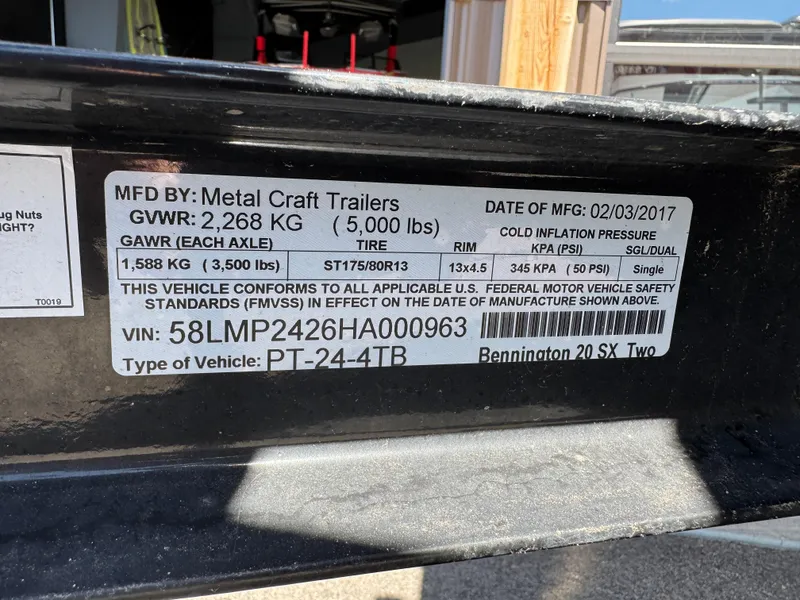 ug Nuts
IGHT?
T0019
MFD BY: Metal Craft Trailers
DATE OF MFG: 02/03/2017
GVWR: 2,268 KG (5,000 lbs)
COLD INFLATION PRESSURE
GAWR (EACH AXLE) TIRE RIM KPA (PSI) SGL/DUAL
1,588 KG (3,500 lbs) ST175/80R13 13x4.5 345 KPA (50 PSI) Single
THIS VEHICLE CONFORMS TO ALL APPLICABLE U.S. FEDERAL MOTOR VEHICLE SAFETY
STANDARDS (FMVSS) IN EFFECT ON THE DATE OF MANUFACTURE SHOWN ABOVE.
VIN: 58LMP2426HA000963
Type of Vehicle: PT-24-4TB
Bennington 20 SX Two